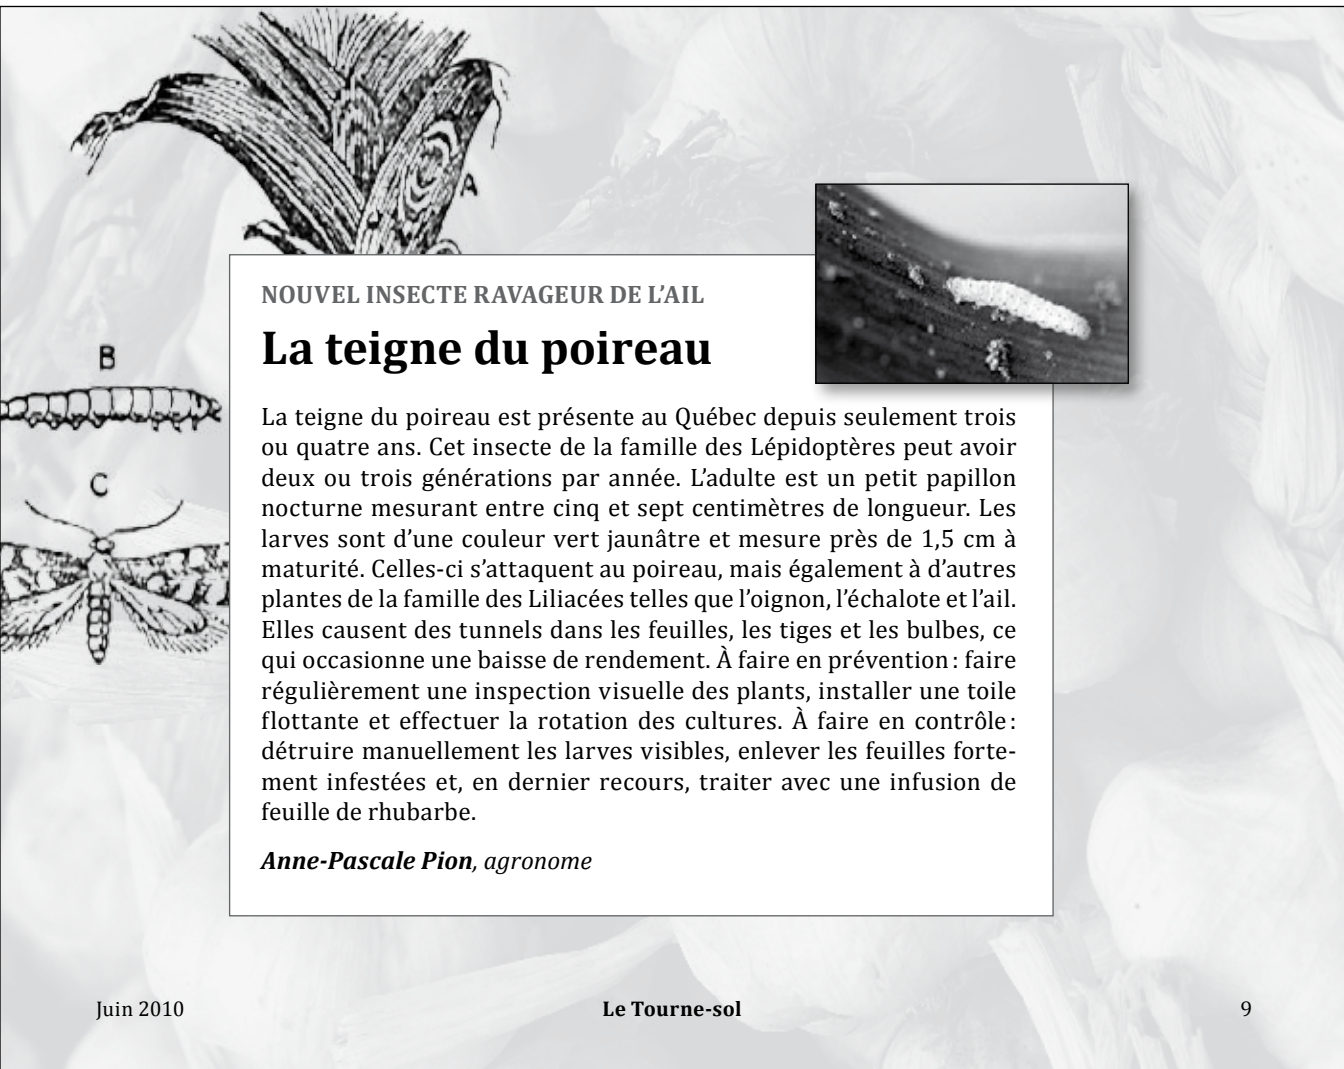 A
B
C
NOUVEL INSECTE RAVAGEUR DE L’AIL
La teigne du poireau
La teigne du poireau est présente au Québec depuis seulement trois
ou quatre ans. Cet insecte de la famille des Lépidoptères peut avoir
deux ou trois générations par année. L’adulte est un petit papillon
nocturne mesurant entre cinq et sept centimètres de longueur. Les
larves sont d’une couleur vert jaunâtre et mesure près de 1,5 cm à
maturité. Celles-ci s’attaquent au poireau, mais également à d’autres
plantes de la famille des Liliacées telles que l’oignon, l’échalote et l’ail.
Elles causent des tunnels dans les feuilles, les tiges et les bulbes, ce
qui occasionne une baisse de rendement. À faire en prévention : faire
régulièrement une inspection visuelle des plants, installer une toile
flottante et effectuer la rotation des cultures. À faire en contrôle :
détruire manuellement les larves visibles, enlever les feuilles forte-
ment infestées et, en dernier recours, traiter avec une infusion de
feuille de rhubarbe.
Anne-Pascale Pion, agronome
Juin 2010 Le Tourne-sol 9